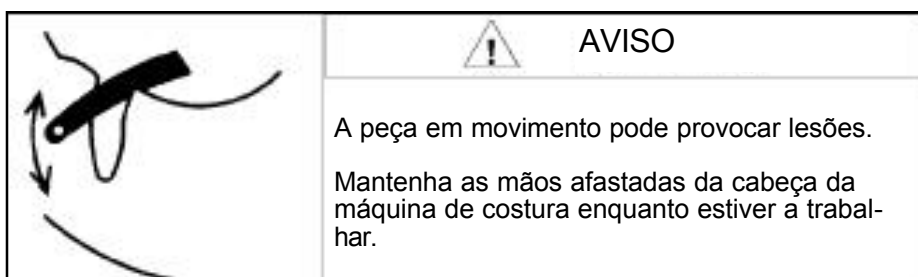 AVISO
A peça em movimento pode provocar lesões.
Mantenha as mãos afastadas da cabeça da
máquina de costura enquanto estiver a trabal-
har.